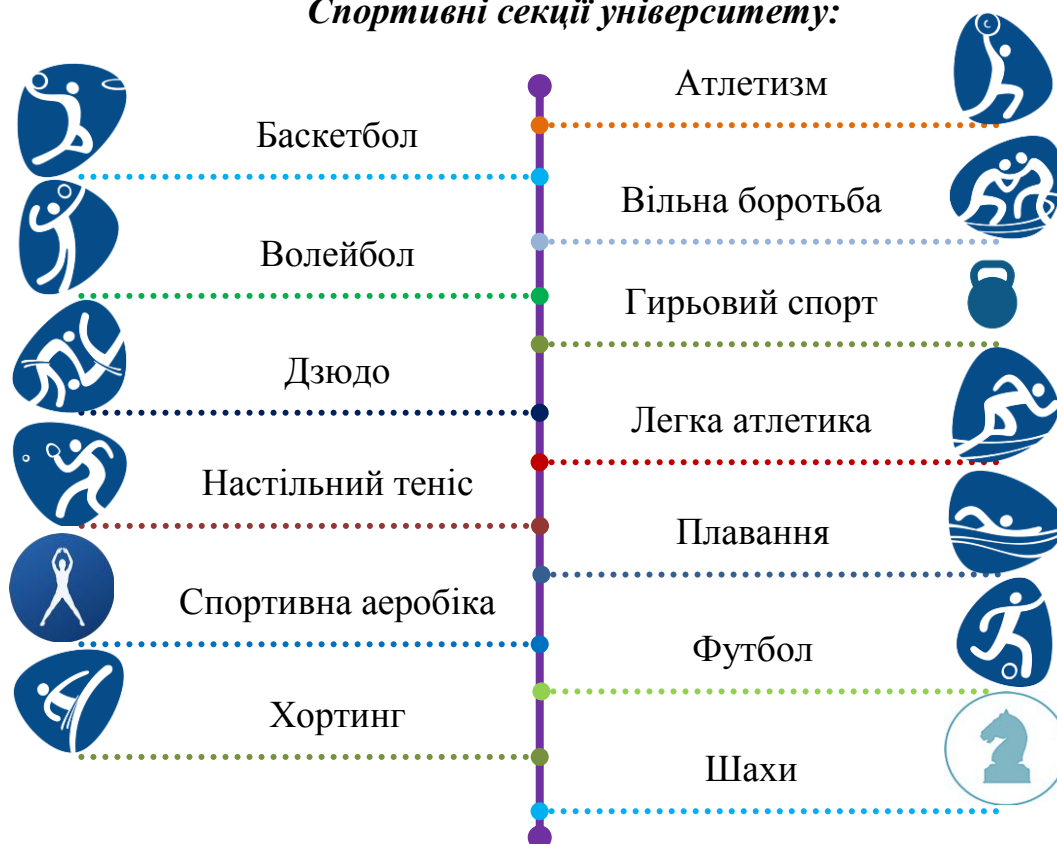 Спортивні секції університету:
Атлетизм
Баскетбол
Вільна боротьба
Волейбол
Гирьовий спорт
Дзюдо
Легка атлетика
Настільний теніс
Плавання
Спортивна аеробіка
Футбол
Хортинг
Шахи